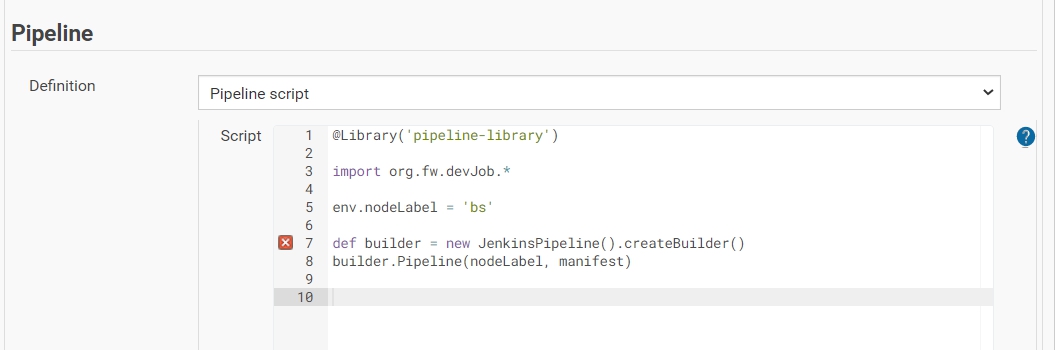 Pipeline
Definition
Pipeline script
Script
1 @Library('pipeline-library')
2
3 import org.fw.devJob.*
4
5 env.nodeLabel = 'bs'
6
7 def builder = new JenkinsPipeline().createBuilder()
8 builder.Pipeline(nodeLabel, manifest)
9
10
?